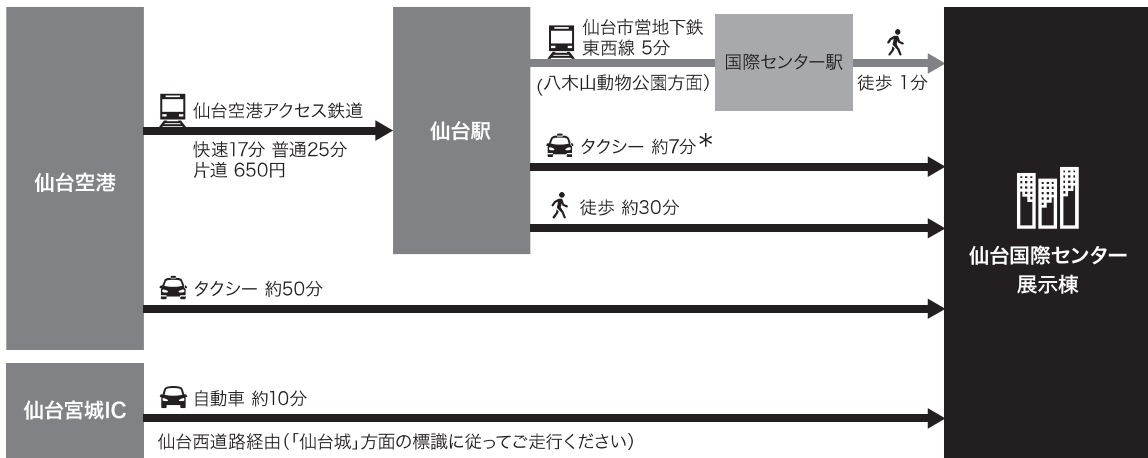 仙台空港
仙台空港アクセス鉄道
快速17分 普通25分
片道 650円
仙台駅
仙台市営地下鉄
東西線 5分
(八木山動物公園方面)
国際センター駅
徒歩 1分
タクシー 約7分*
徒歩 約30分
タクシー 約50分
仙台宮城IC
自動車 約10分
仙台西道路経由(「仙台城」方面の標識に従ってご走行ください)
仙台国際センター
展示棟